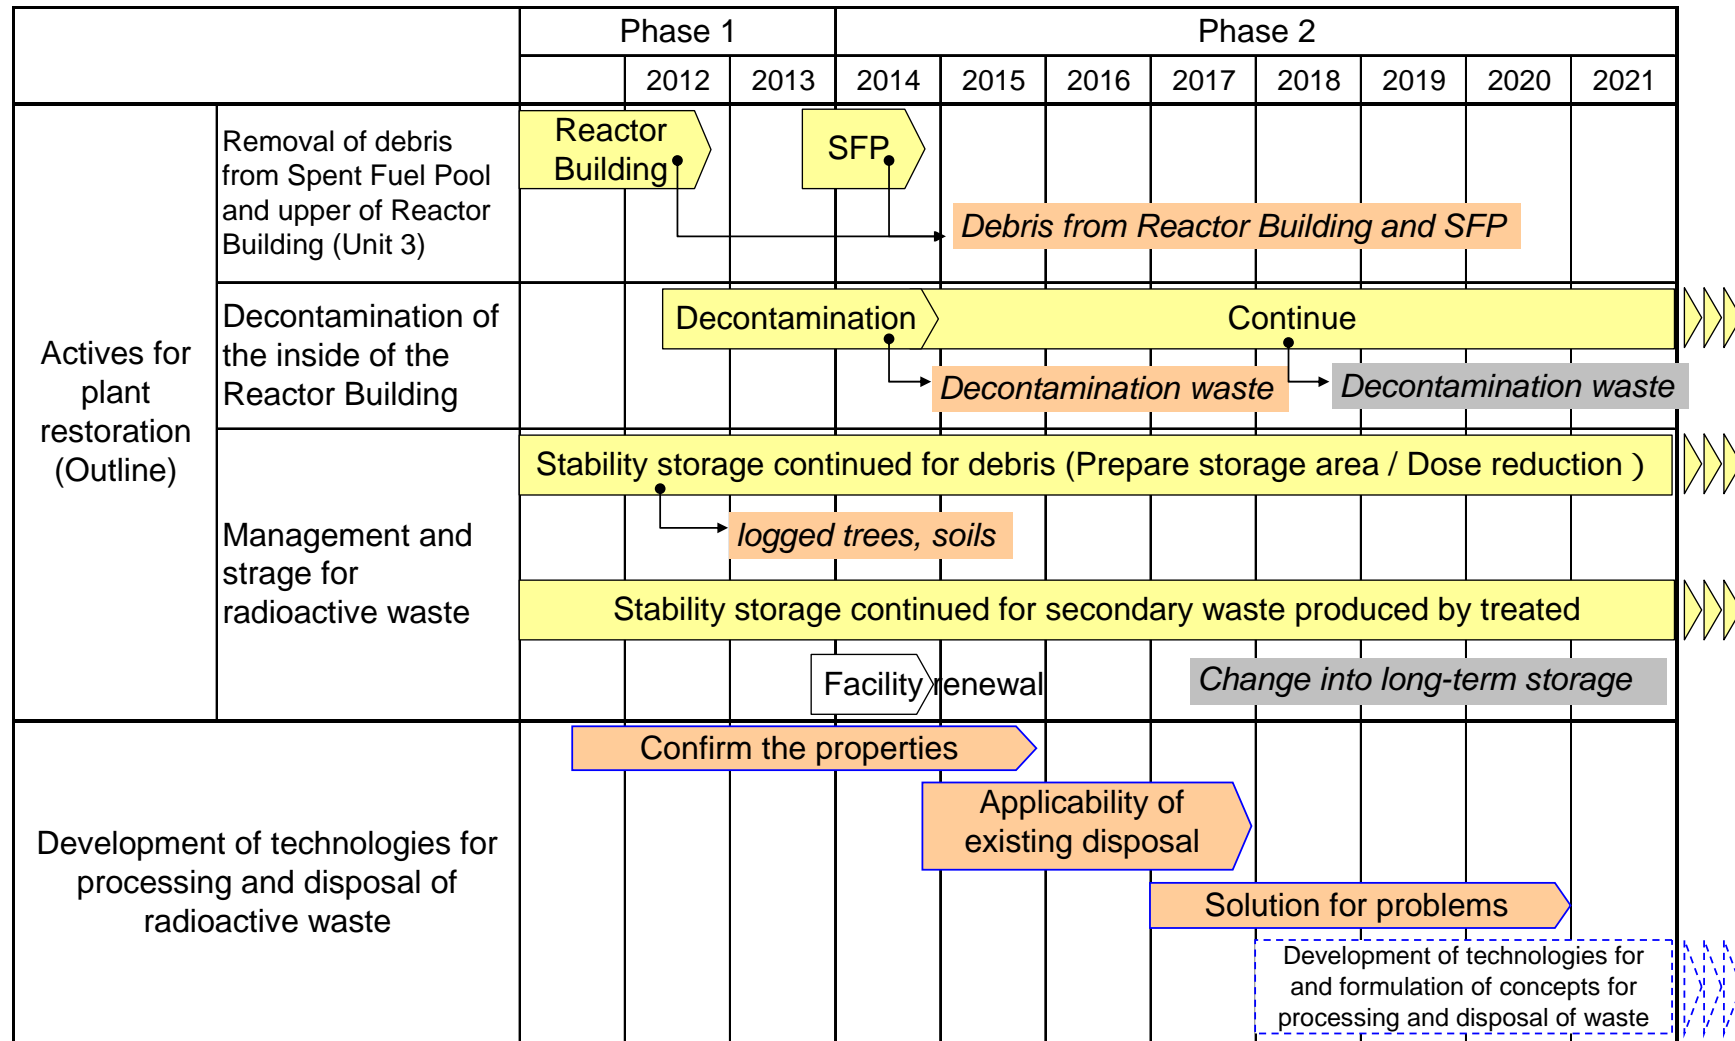 Phase 1
Phase 2
2012
2013
2014
2015
2016
2017
2018
2019
2020
2021
Actives for
plant
restoration
(Outline)
Removal of debris
from Spent Fuel Pool
and upper of Reactor
Building (Unit 3)
Reactor
Building
SFP
Debris from Reactor Building and SFP
Decontamination of
the inside of the
Reactor Building
Decontamination
Continue
Decontamination waste
Decontamination waste
Management and
strage for
radioactive waste
Stability storage continued for debris (Prepare storage area / Dose reduction )
logged trees, soils
Stability storage continued for secondary waste produced by treated
Facility renewal
Change into long-term storage
Development of technologies for
processing and disposal of
radioactive waste
Confirm the properties
Applicability of
existing disposal
Solution for problems
Development of technologies for
and formulation of concepts for
processing and disposal of waste